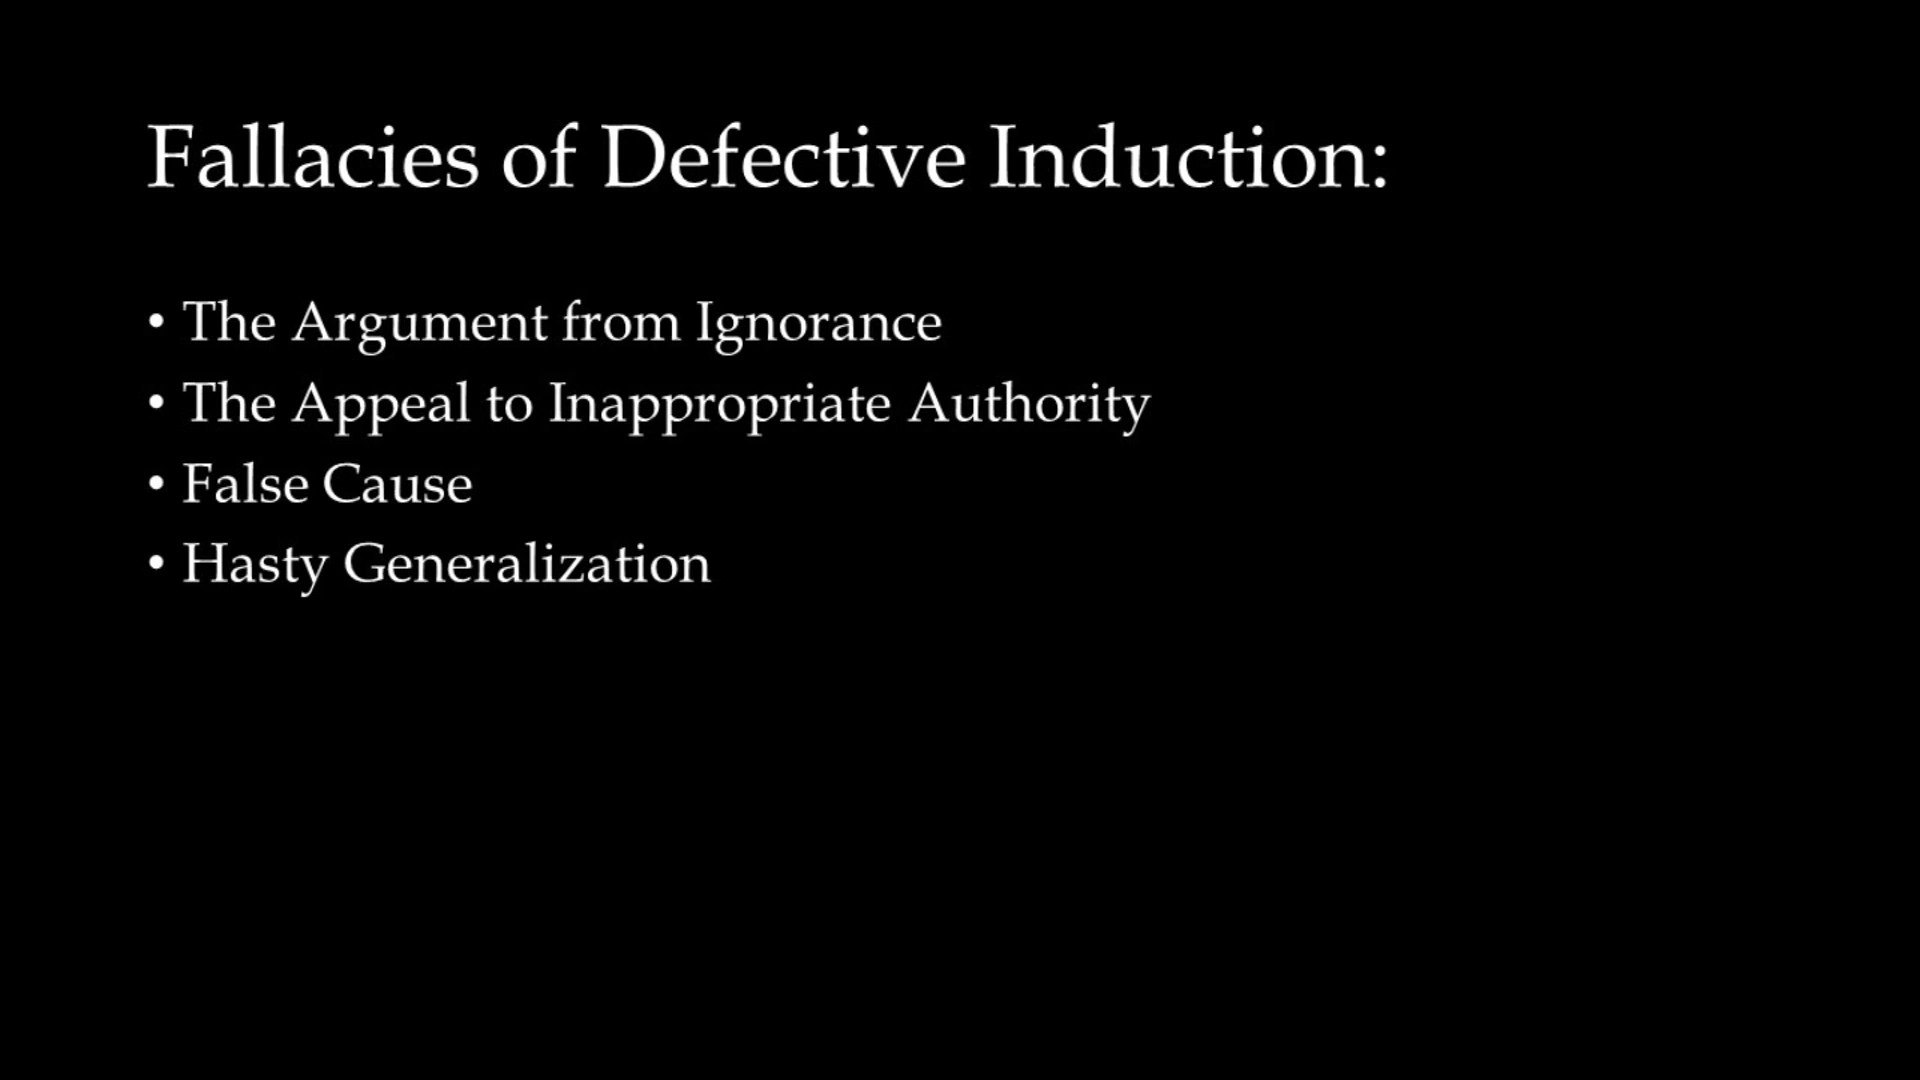 Fallacies of Defective Induction:
• The Argument from Ignorance
• The Appeal to Inappropriate Authority
• False Cause
• Hasty Generalization